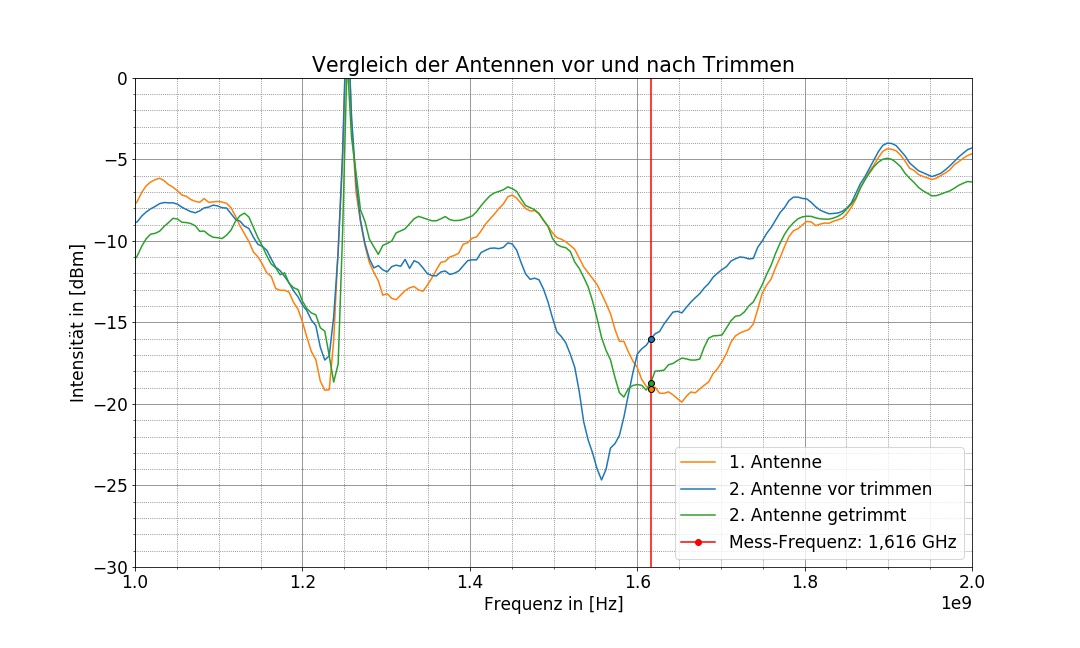 Vergleich der Antennen vor und nach Trimmen
0
−5
−10
−15
−20
−25
−30
Intensität in [dBm]
1. Antenne
2. Antenne vor trimmen
2. Antenne getrimmt
Mess-Frequenz: 1,616 GHz
1.0 1.2 1.4 1.6 1.8 2.0
Frequenz in [Hz]
1e9